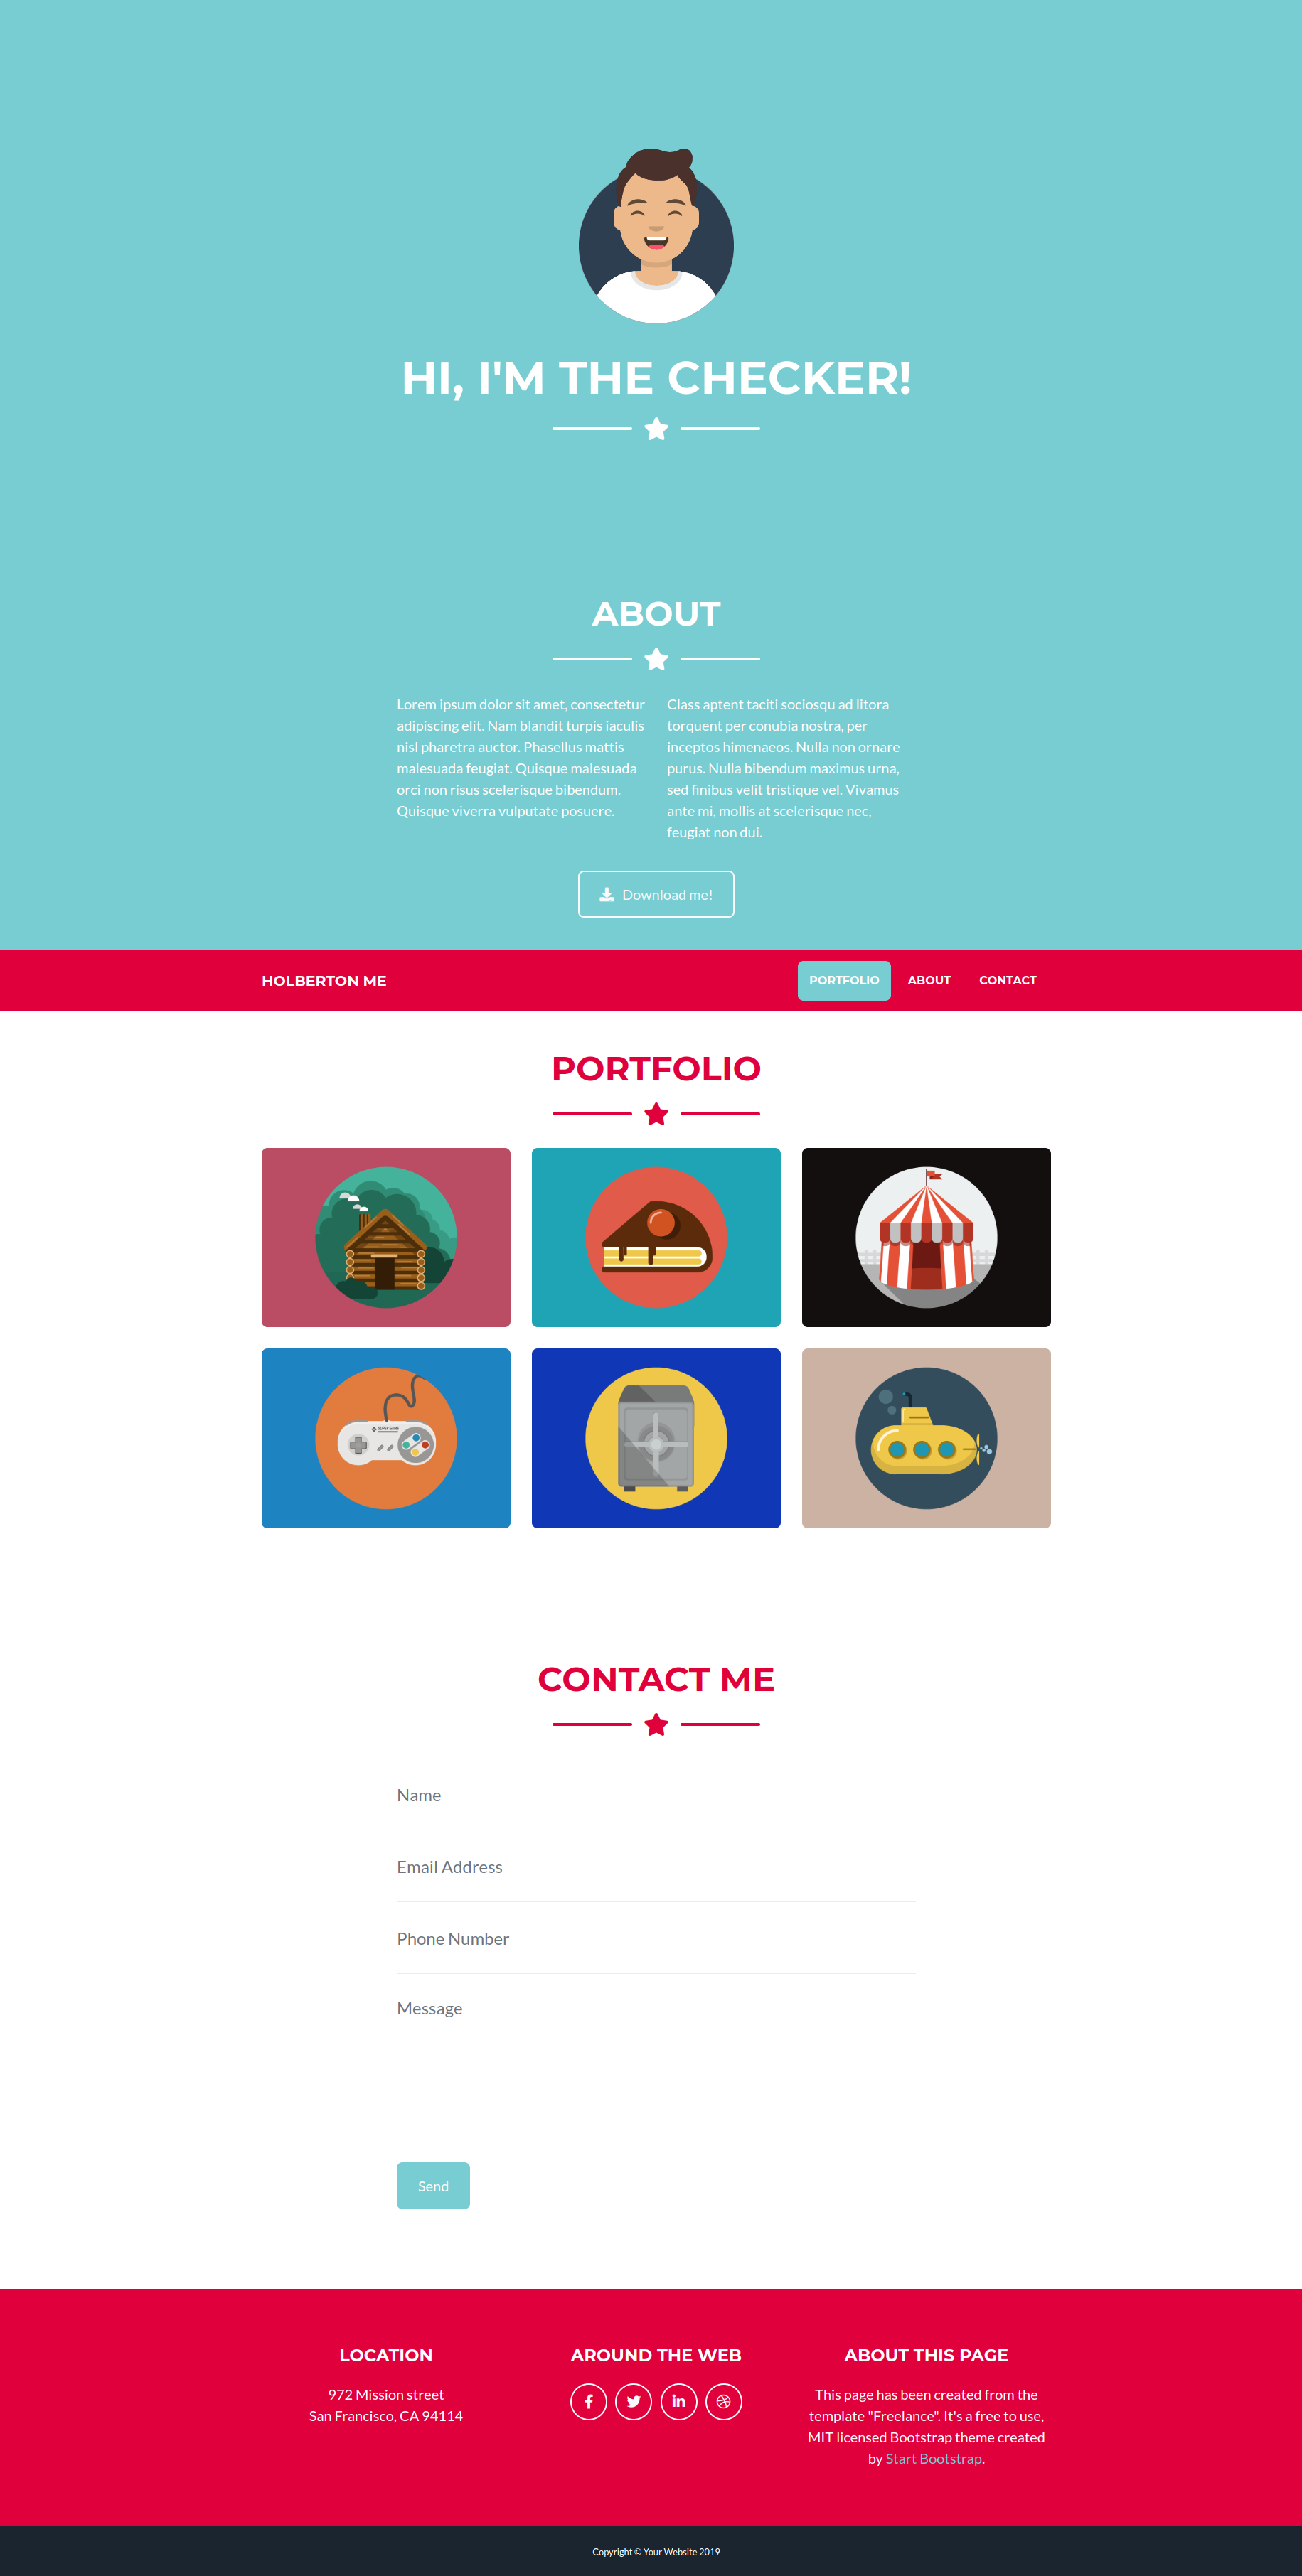 HI, I'M THE CHECKER!
ABOUT
Lorem ipsum dolor sit amet, consectetur
adipiscing elit. Nam blandit turpis iaculis
nisl pharetra auctor. Phasellus mattis
malesuada feugiat. Quisque malesuada
orci non risus scelerisque bibendum.
Quisque viverra vulputate posuere.
Class aptent taciti sociosqu ad litora
torquent per conubia nostra, per
inceptos himenaeos. Nulla non ornare
purus. Nulla bibendum maximus urna,
sed finibus velit tristique vel. Vivamus
ante mi, mollis at scelerisque nec,
feugiat non dui.
Download me!
HOLBERTON ME
PORTFOLIO
ABOUT
CONTACT
PORTFOLIO
SUPER GAME
CONTACT ME
Name
Email Address
Phone Number
Message
Send
LOCATION
972 Mission street
San Francisco, CA 94114
AROUND THE WEB
ABOUT THIS PAGE
This page has been created from the
template "Freelance". It's a free to use,
MIT licensed Bootstrap theme created
by Start Bootstrap.
Copyright © Your Website 2019